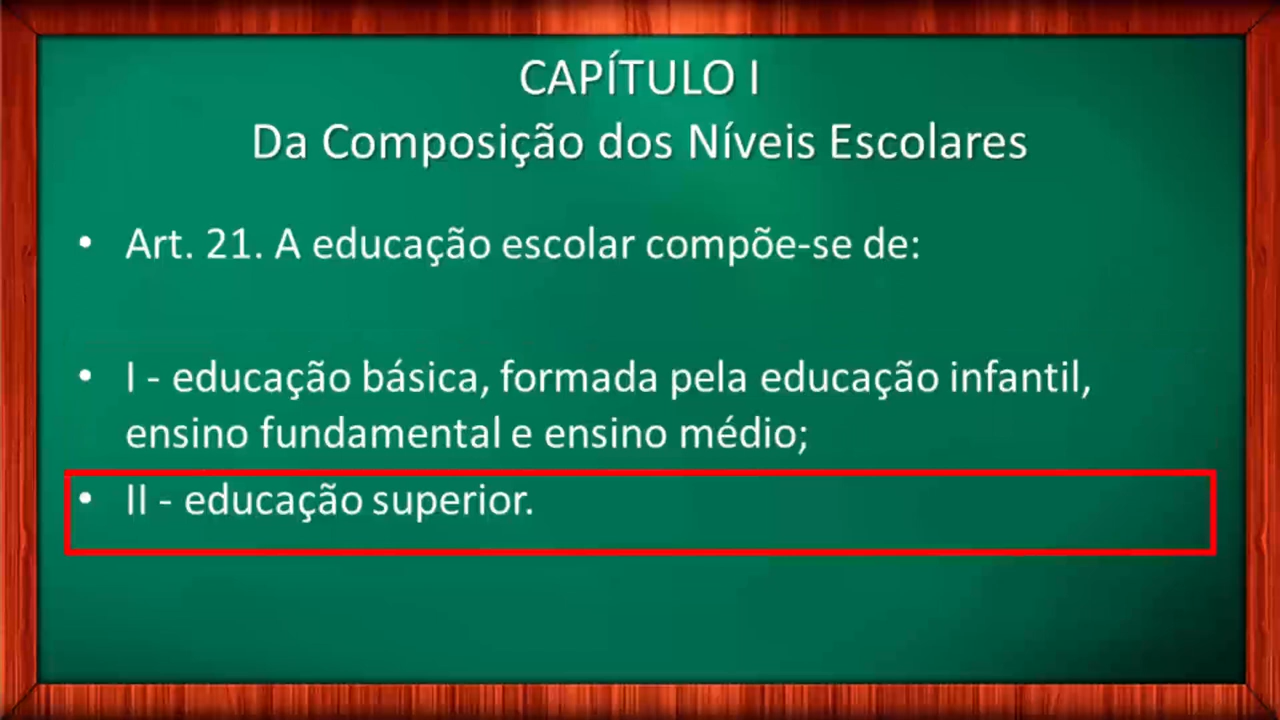 CAPÍTULO I
Da Composição dos Níveis Escolares
• Art. 21. A educação escolar compõe-se de:
• I - educação básica, formada pela educação infantil,
ensino fundamental e ensino médio;
• II - educação superior.